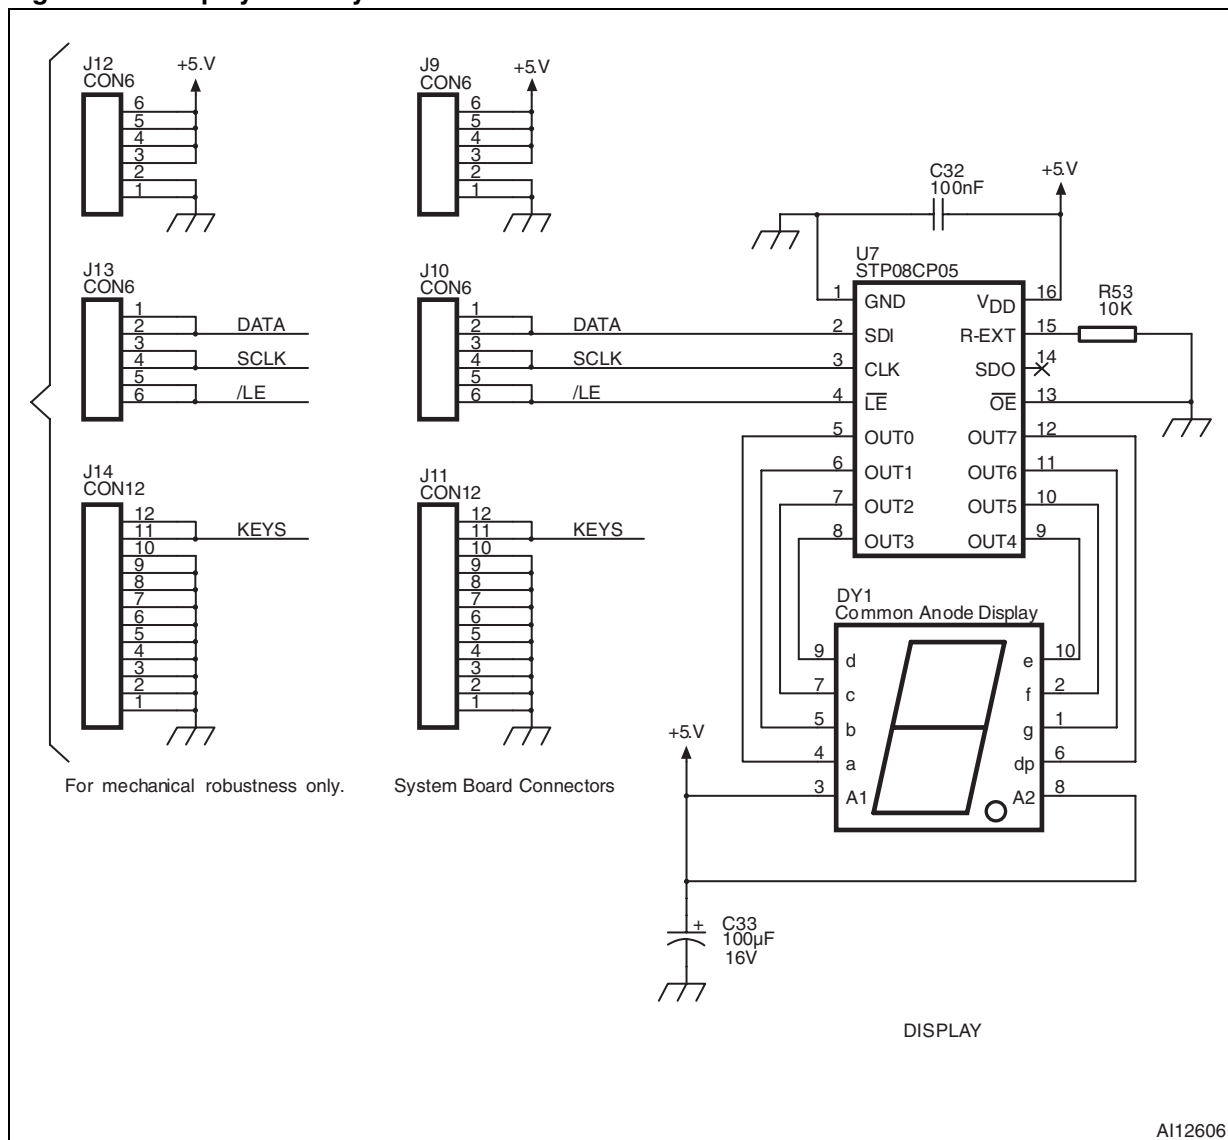 J12
CON6
+5.V
6
5
4
3
2
1
J9
CON6
+5.V
6
5
4
3
2
1
C32
100nF
+5.V
J13
CON6
1
2
3
4
5
6
DATA
SCLK
/LE
J10
CON6
1
2
3
4
5
6
DATA
SCLK
/LE
U7
STP08CP05
1 GND VDD 16
2 SDI R-EXT 15
3 CLK SDO 14
4 LE OE 13
5 OUT0 OUT7 12
6 OUT1 OUT6 11
7 OUT2 OUT5 10
8 OUT3 OUT4 9
R53
10K
J14
CON12
12
11
10
9
8
7
6
5
4
3
2
1
KEYS
J11
CON12
12
11
10
9
8
7
6
5
4
3
2
1
KEYS
DY1
Common Anode Display
9 d e 10
7 c f 2
5 b g 1
4 a dp 6
3 A1 A2 8
+5.V
For mechanical robustness only.
System Board Connectors
+ C33
100µF
16V
DISPLAY
AI12606